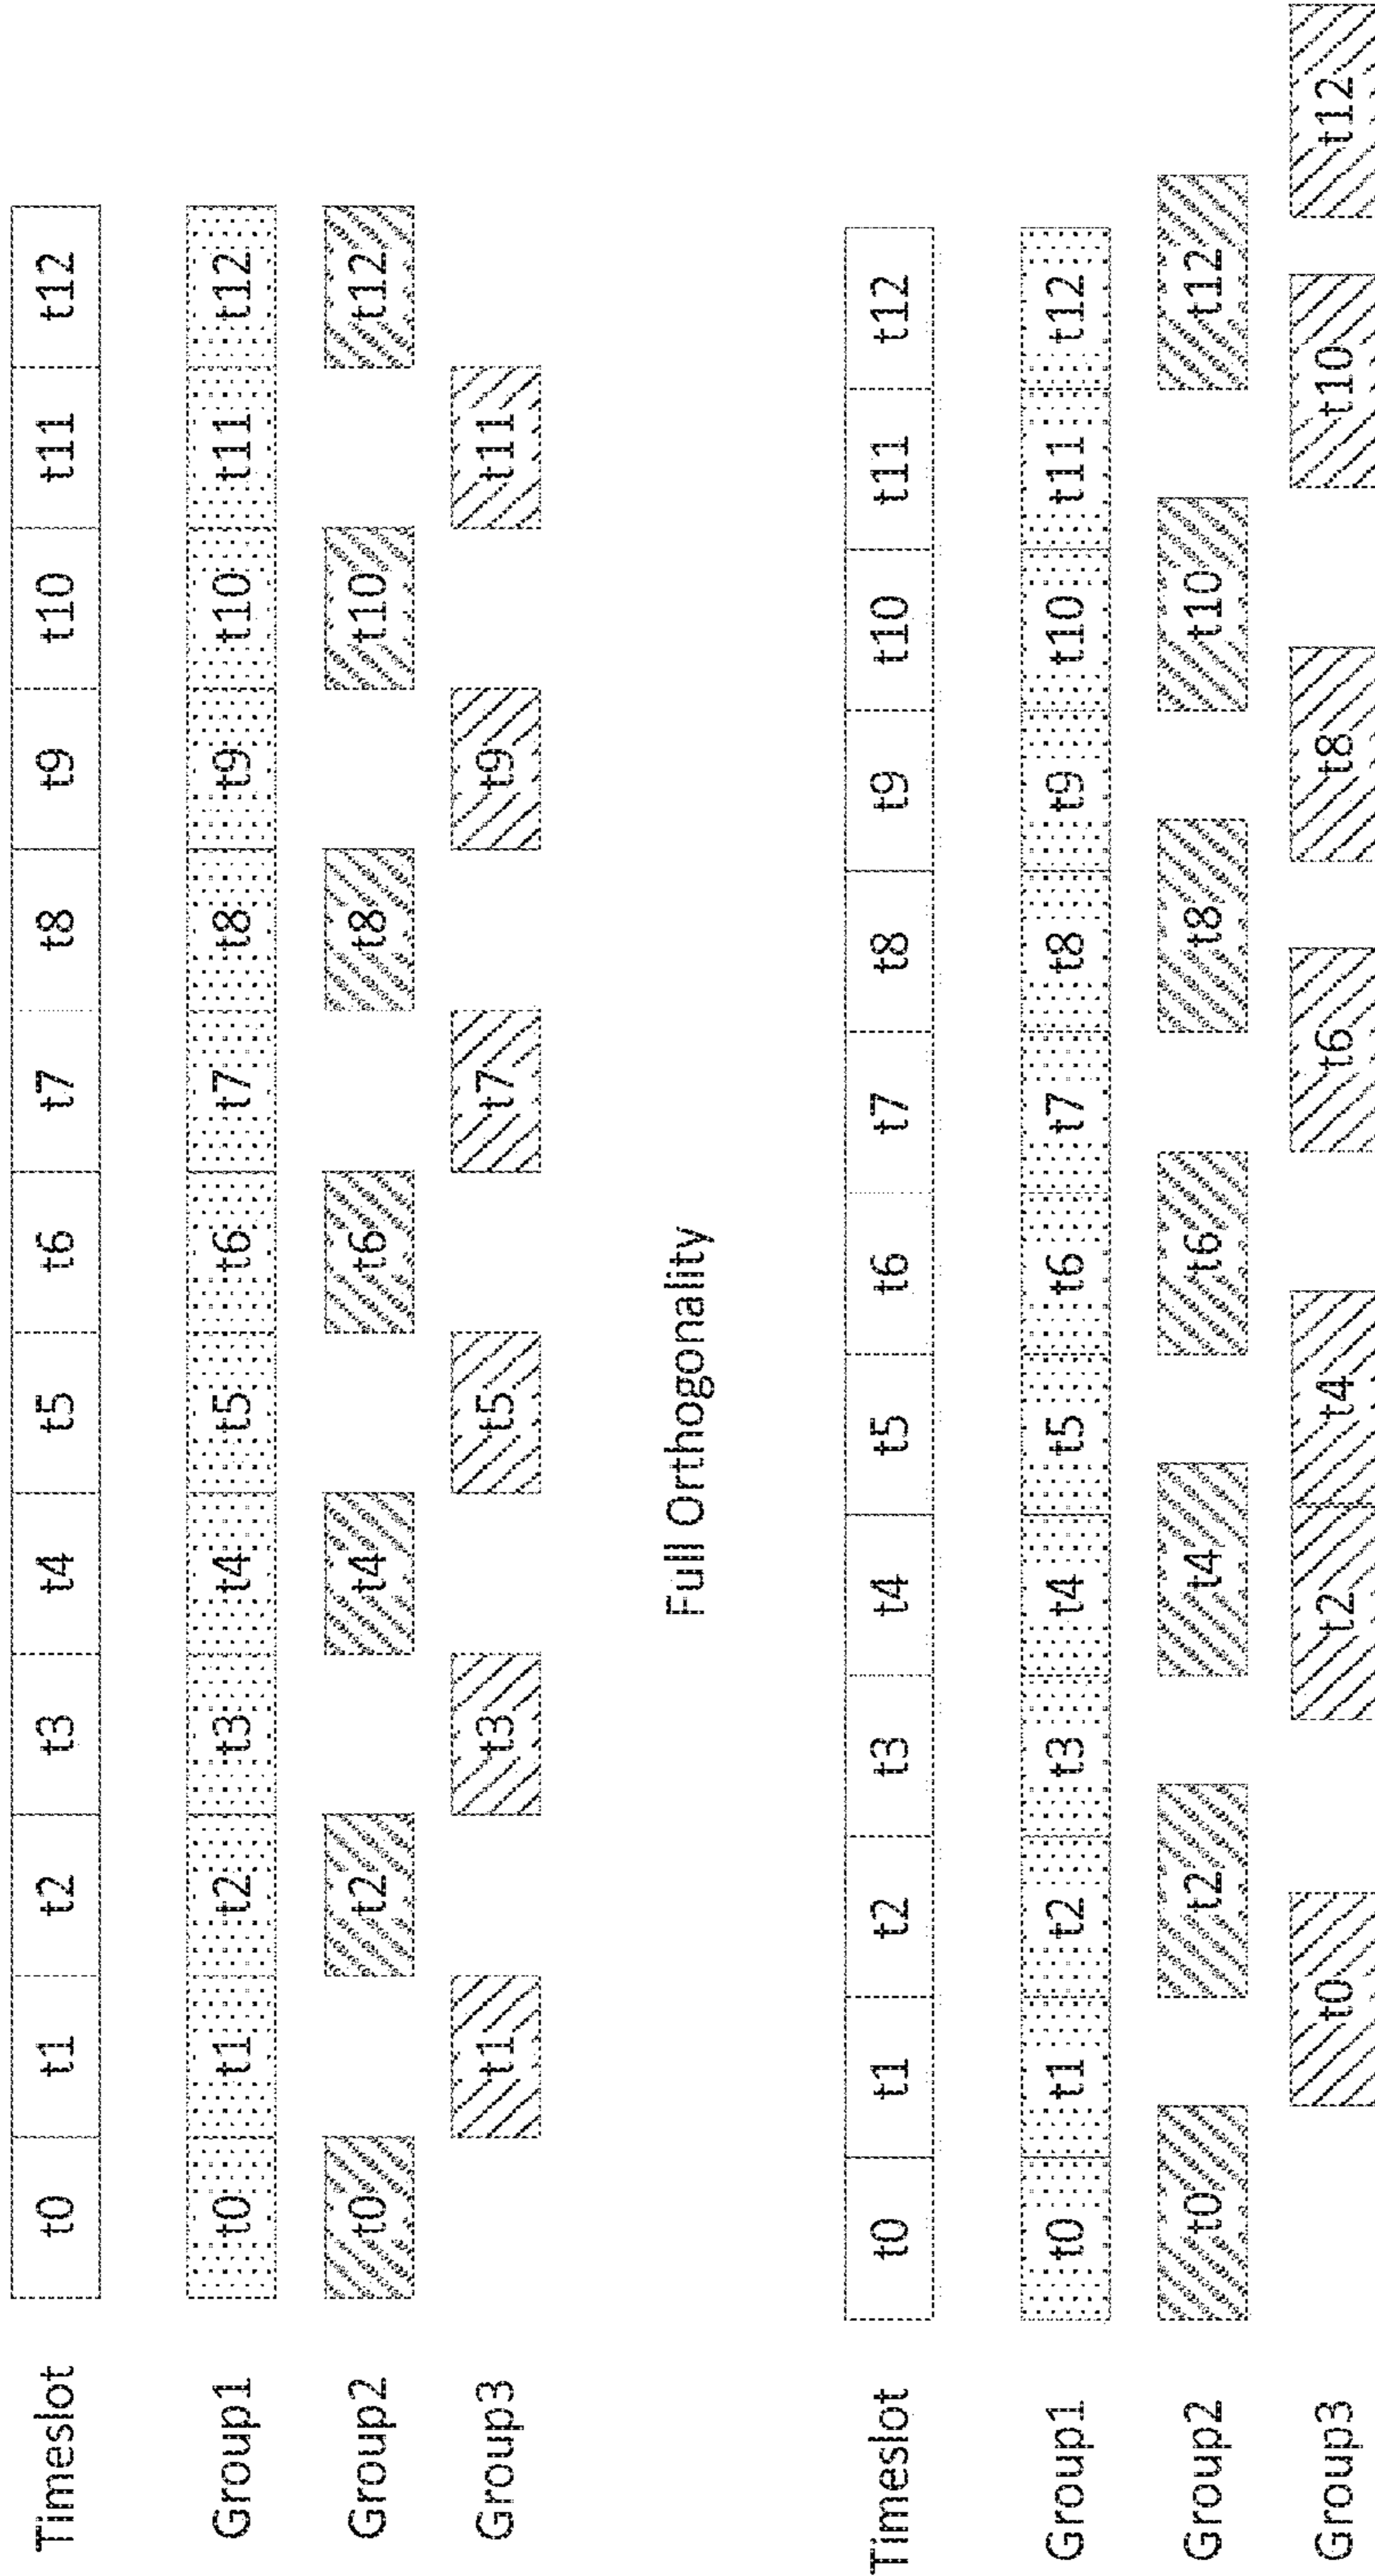 Timeslot t0 t1 t2 t3 t4 t5 t6 t7 t8 t9 t10 t11 t12
Group1 t0 t1 t2 t3 t4 t5 t6 t7 t8 t9 t10 t11 t12
Group2 t0 t2 t4 t6 t8 t10 t12
Group3 t1 t3 t5 t7 t9 t11
Full Orthogonality
Timeslot t0 t1 t2 t3 t4 t5 t6 t7 t8 t9 t10 t11 t12
Group1 t0 t1 t2 t3 t4 t5 t6 t7 t8 t9 t10 t11 t12
Group2 t0 t2 t4 t6 t8 t10 t12
Group3 t0 t2 t4 t6 t8 t10 t12